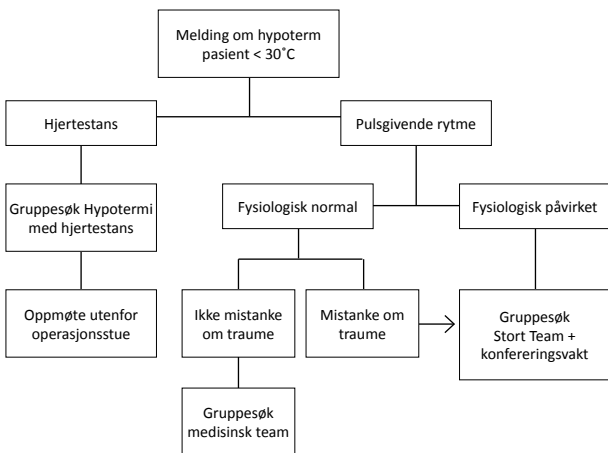 Melding om hypoterm
pasient < 30˚C
Hjertestans
Pulsgivende rytme
Gruppesøk Hypotermi
med hjertestans
Fysiologisk normal
Fysiologisk påvirket
Oppmøte utenfor
operasjonsstue
Ikke mistanke
om traume
Mistanke om
traume
Gruppesøk
Stort Team +
konfereringsvakt
Gruppesøk
medisinsk team